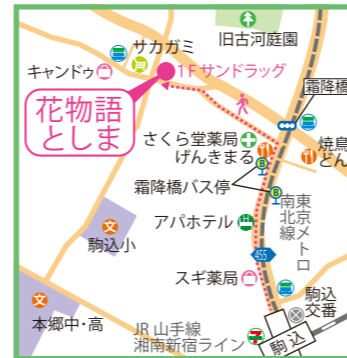 旧古河庭園
サカガミ
キャンドゥ
1F サンドラッグ
霜降橋
花物語
としま
さくら堂薬局
げんきまる
焼鳥
どん
霜降橋バス停
B
B
東京メトロ
南北線
アパホテル
駒込小
文
455
スギ薬局
文
本郷中・高
駒込
交番
JR 山手線
湘南新宿ライン
7
駒込